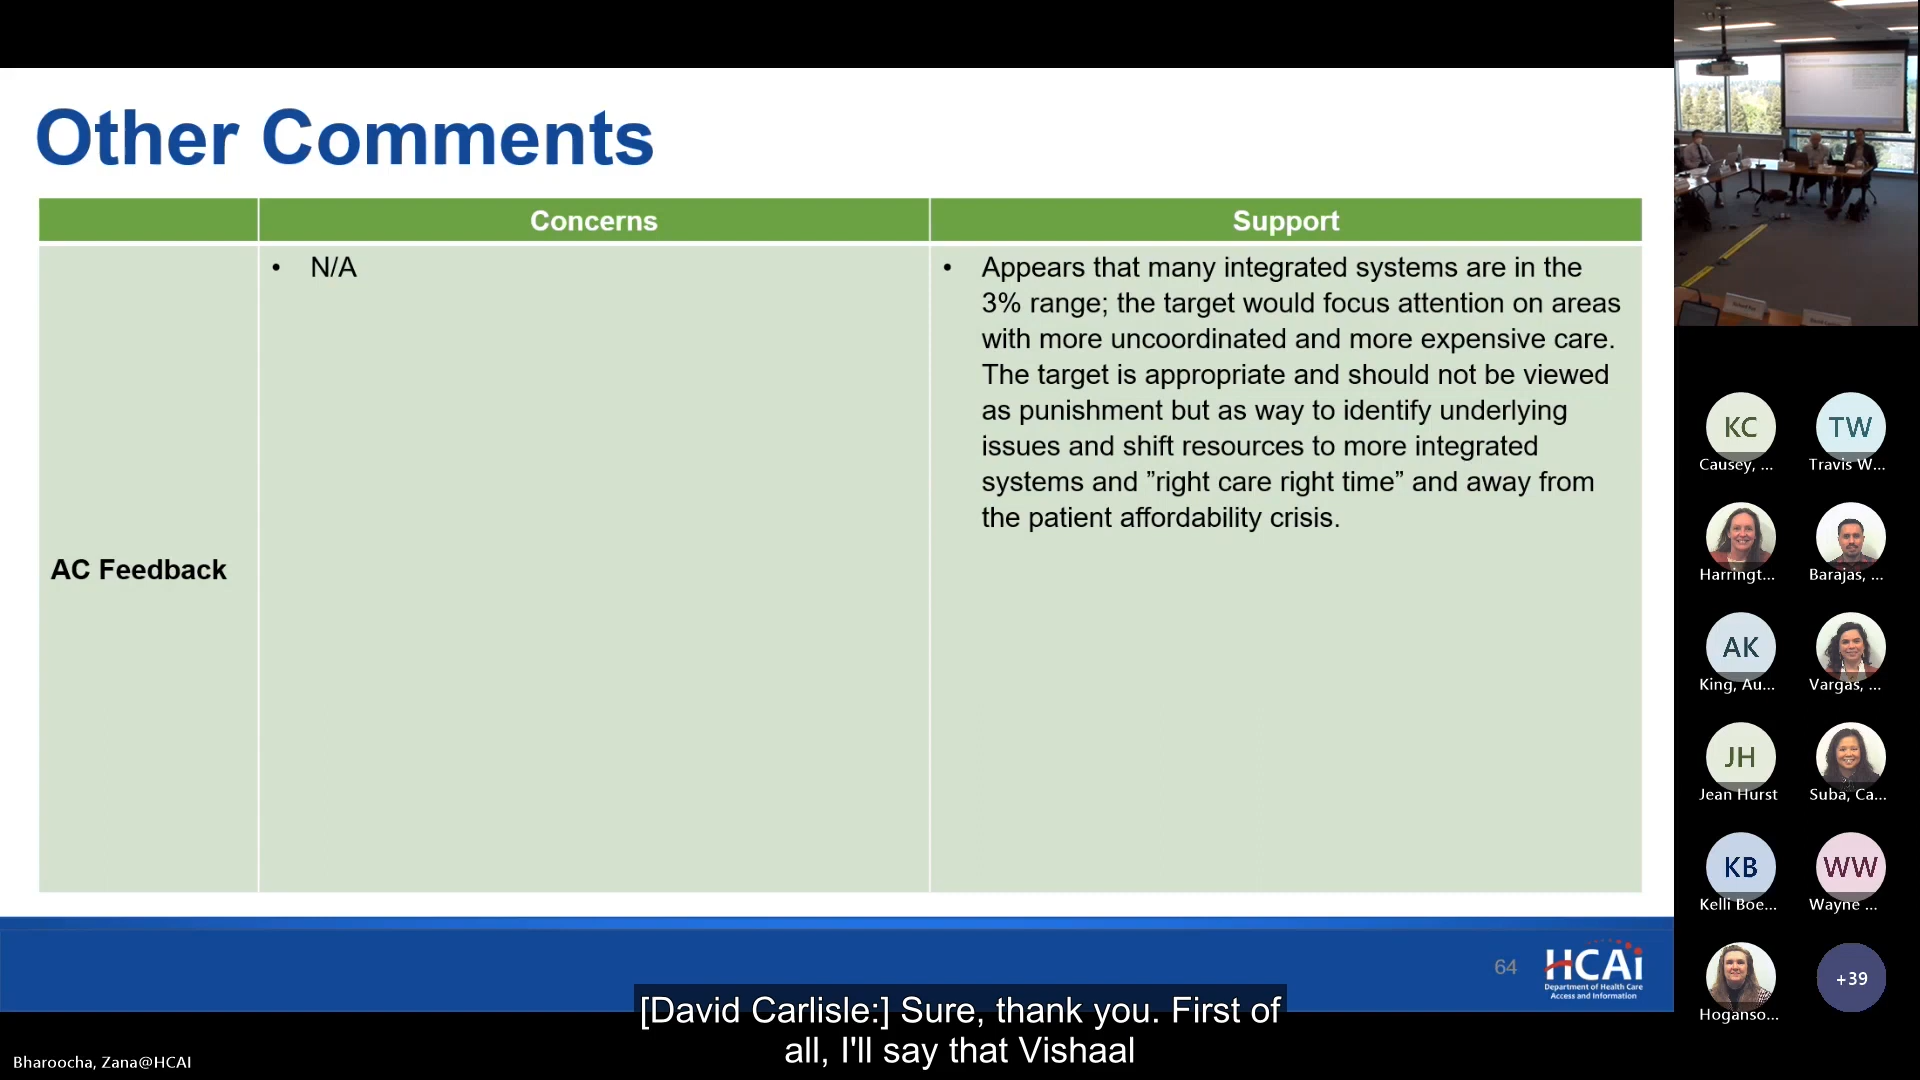 Other Comments
Concerns
Support
• N/A
• Appears that many integrated systems are in the
3% range; the target would focus attention on areas
with more uncoordinated and more expensive care.
The target is appropriate and should not be viewed
as punishment but as way to identify underlying
issues and shift resources to more integrated
systems and ”right care right time” and away from
the patient affordability crisis.
AC Feedback
64
HCAi
Department of Health Care
Access and Information
[David Carlisle:] Sure, thank you. First of
all, I'll say that Vishaal
Bharoocha, Zana@HCAI
KC
Causey, ...
TW
Travis W...
Harringt...
Barajas, ...
AK
King, Au...
Vargas, ...
JH
Jean Hurst
Suba, Ca...
KB
Kelli Boe...
WW
Wayne ...
Hoganso...
+39